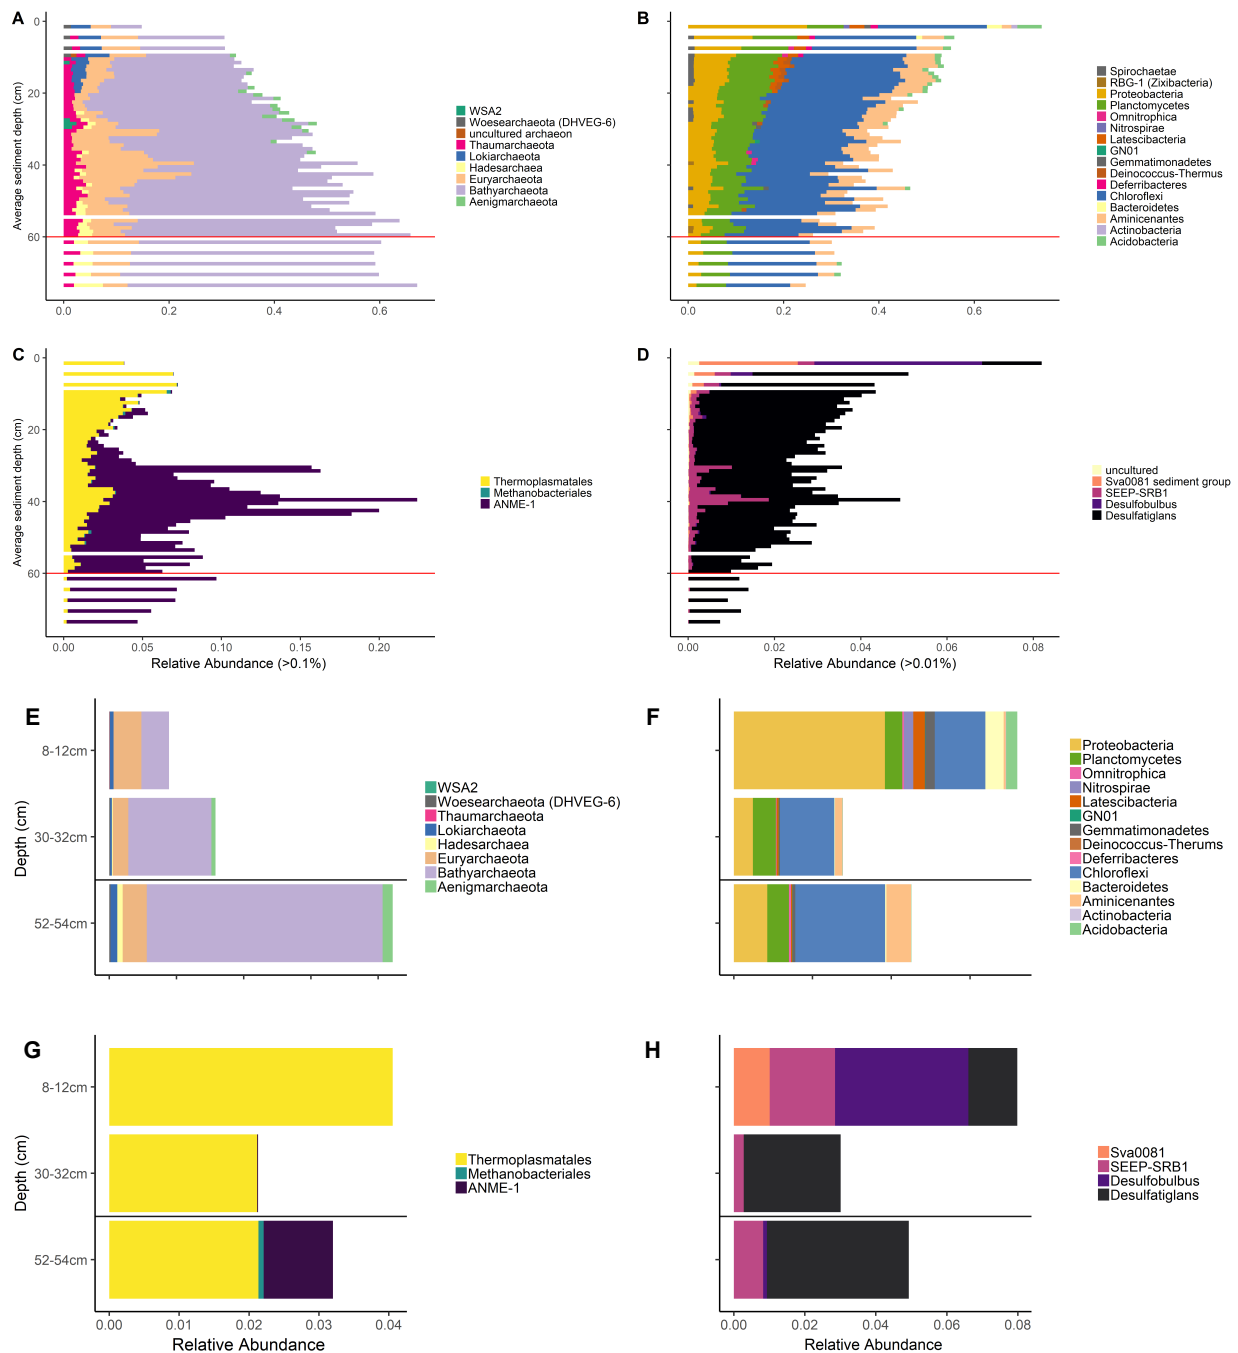 A
Average sediment depth (cm)
0
20
40
60
0.0
0.2
0.4
0.6
WSA2
Woesearchaeota (DHVEG-6)
uncultured archaeon
Thaumarchaeota
Lokiarchaeota
Hadesarchaea
Euryarchaeota
Bathyarchaeota
Aenigmarchaeota
B
0.0
0.2
0.4
0.6
Spirochaetae
RBG-1 (Zixibacteria)
Proteobacteria
Planctomycetes
Omnitrophica
Nitrospirae
Latescibacteria
GN01
Gemmatimonadetes
Deinococcus-Thermus
Deferribacteres
Chloroflexi
Bacteroidetes
Aminicenantes
Actinobacteria
Acidobacteria
C
Average sediment depth (cm)
0
20
40
60
0.00
0.05
0.10
0.15
0.20
Relative Abundance (>0.1%)
Thermoplasmatales
Methanobacteriales
ANME-1
D
0.00
0.02
0.04
0.06
0.08
Relative Abundance (>0.01%)
uncultured
Sva0081 sediment group
SEEP-SRB1
Desulfobulbus
Desulfatiglans
E
Depth (cm)
8-12cm
30-32cm
52-54cm
WSA2
Woesearchaeota (DHVEG-6)
Thaumarchaeota
Lokiarchaeota
Hadesarchaea
Euryarchaeota
Bathyarchaeota
Aenigmarchaeota
F
Proteobacteria
Planctomycetes
Omnitrophica
Nitrospirae
Latescibacteria
GN01
Gemmatimonadetes
Deinococcus-Therums
Deferribacteres
Chloroflexi
Bacteroidetes
Aminicenantes
Actinobacteria
Acidobacteria
G
Depth (cm)
8-12cm
30-32cm
52-54cm
0.00
0.01
0.02
0.03
0.04
Relative Abundance
Thermoplasmatales
Methanobacteriales
ANME-1
H
0.00
0.02
0.04
0.06
0.08
Relative Abundance
Sva0081
SEEP-SRB1
Desulfobulbus
Desulfatiglans